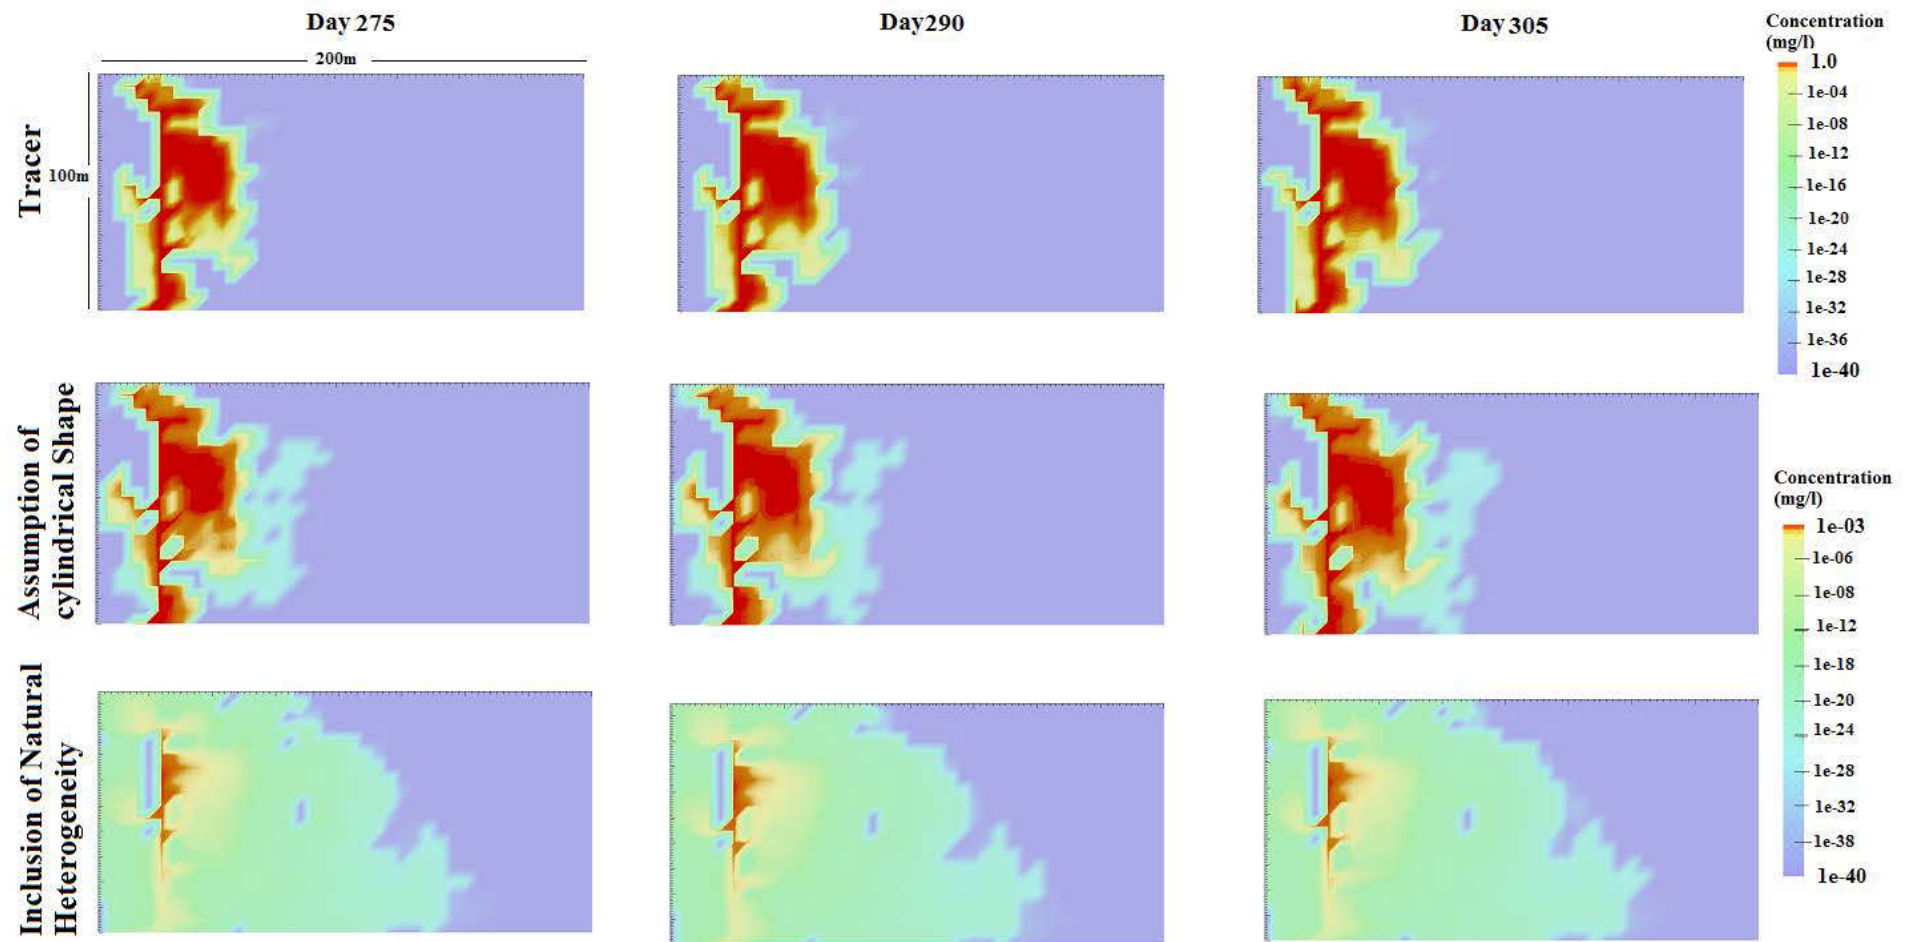 Day 275
Day290
Day 305
Concentration
(mg/l)
200m
1.0
1e-04
1e-08
1e-12
1e-16
1e-20
1e-24
1e-28
1e-32
1e-36
1e-40
Tracer
100m
Assumption of
cylindrical Shape
Concentration
(mg/l)
1e-03
1e-06
1e-08
1e-12
1e-18
1e-20
1e-24
1e-28
1e-32
1e-38
1e-40
Inclusion of Natural
Heterogeneity